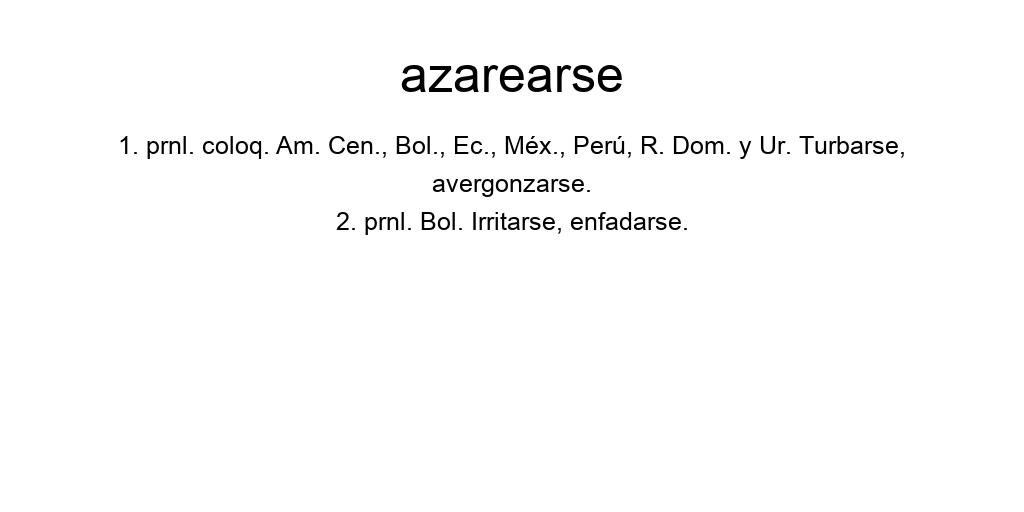 azarearse
1. prnl. coloq. Am. Cen., Bol., Ec., Méx., Perú, R. Dom. y Ur. Turbarse,
avergonzarse.
2. prnl. Bol. Irritarse, enfadarse.